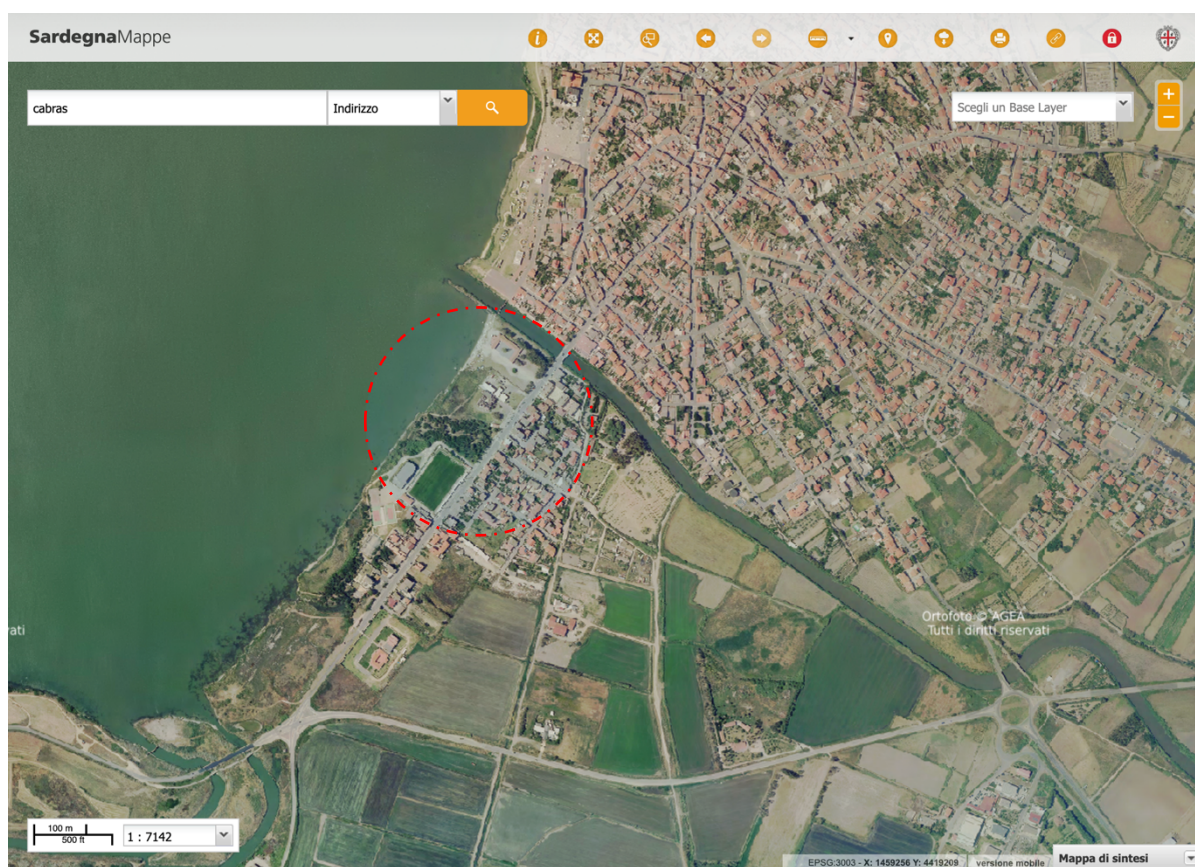 SardegnaMappe
cabras
Indirizzo
Scegli un Base Layer
+
−
Ortofoto © AGEA
Tutti i diritti riservati
vati
100 m
500 ft
1 : 7142
EPSG:3003 - X: 1459256 Y: 4419209
versione mobile
Mappa di sintesi